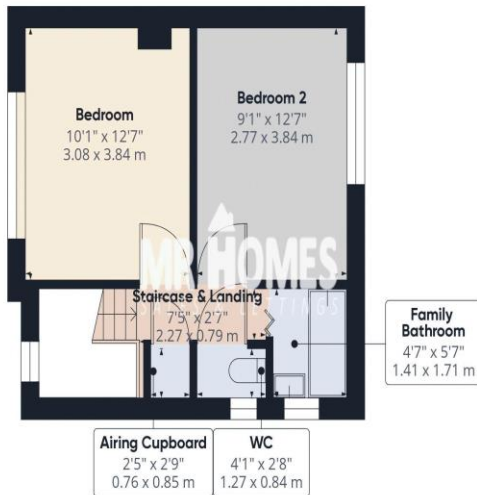 Bedroom
10'1" x 12'7"
3.08 x 3.84 m
Bedroom 2
9'1" x 12'7"
2.77 x 3.84 m
MR HOMES
SALES & LETTINGS
Staircase & Landing
7'5" x 2'7"
2.27 x 0.79 m
Family
Bathroom
4'7" x 5'7"
1.41 x 1.71 m
Airing Cupboard
2'5" x 2'9"
0.76 x 0.85 m
WC
4'1" x 2'8"
1.27 x 0.84 m